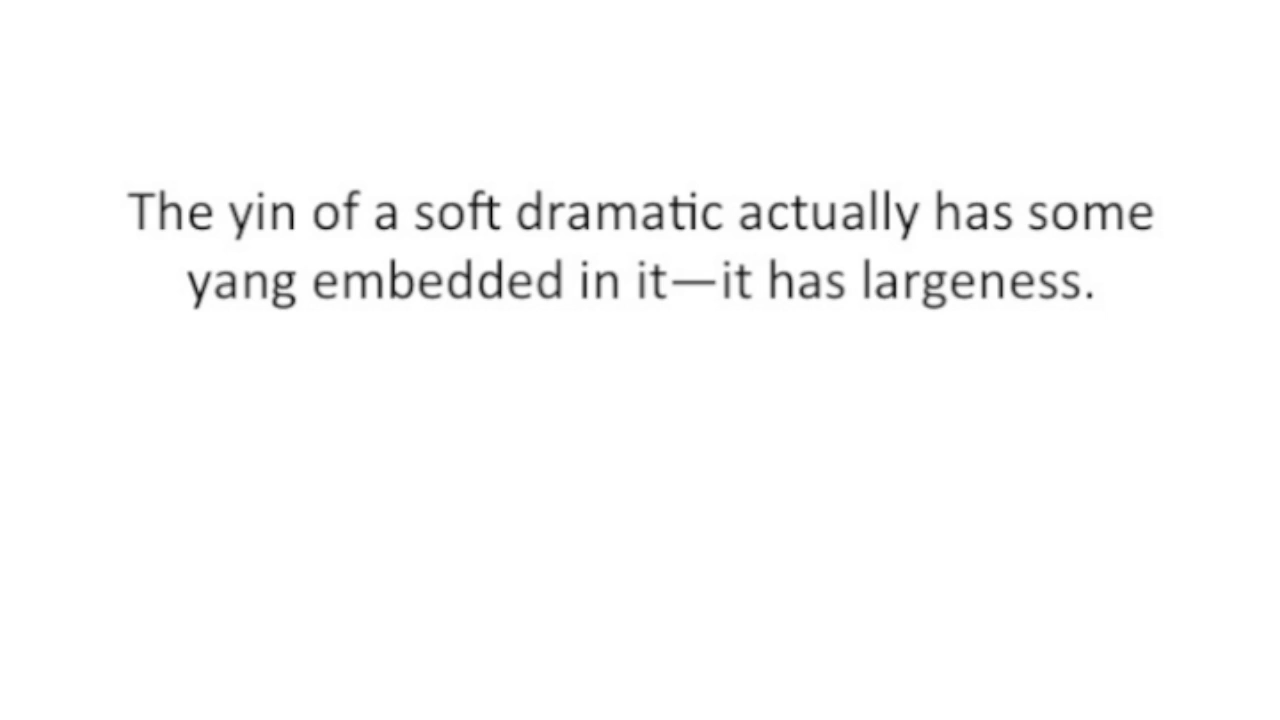 The yin of a soft dramatic actually has some
yang embedded in it—it has largeness.